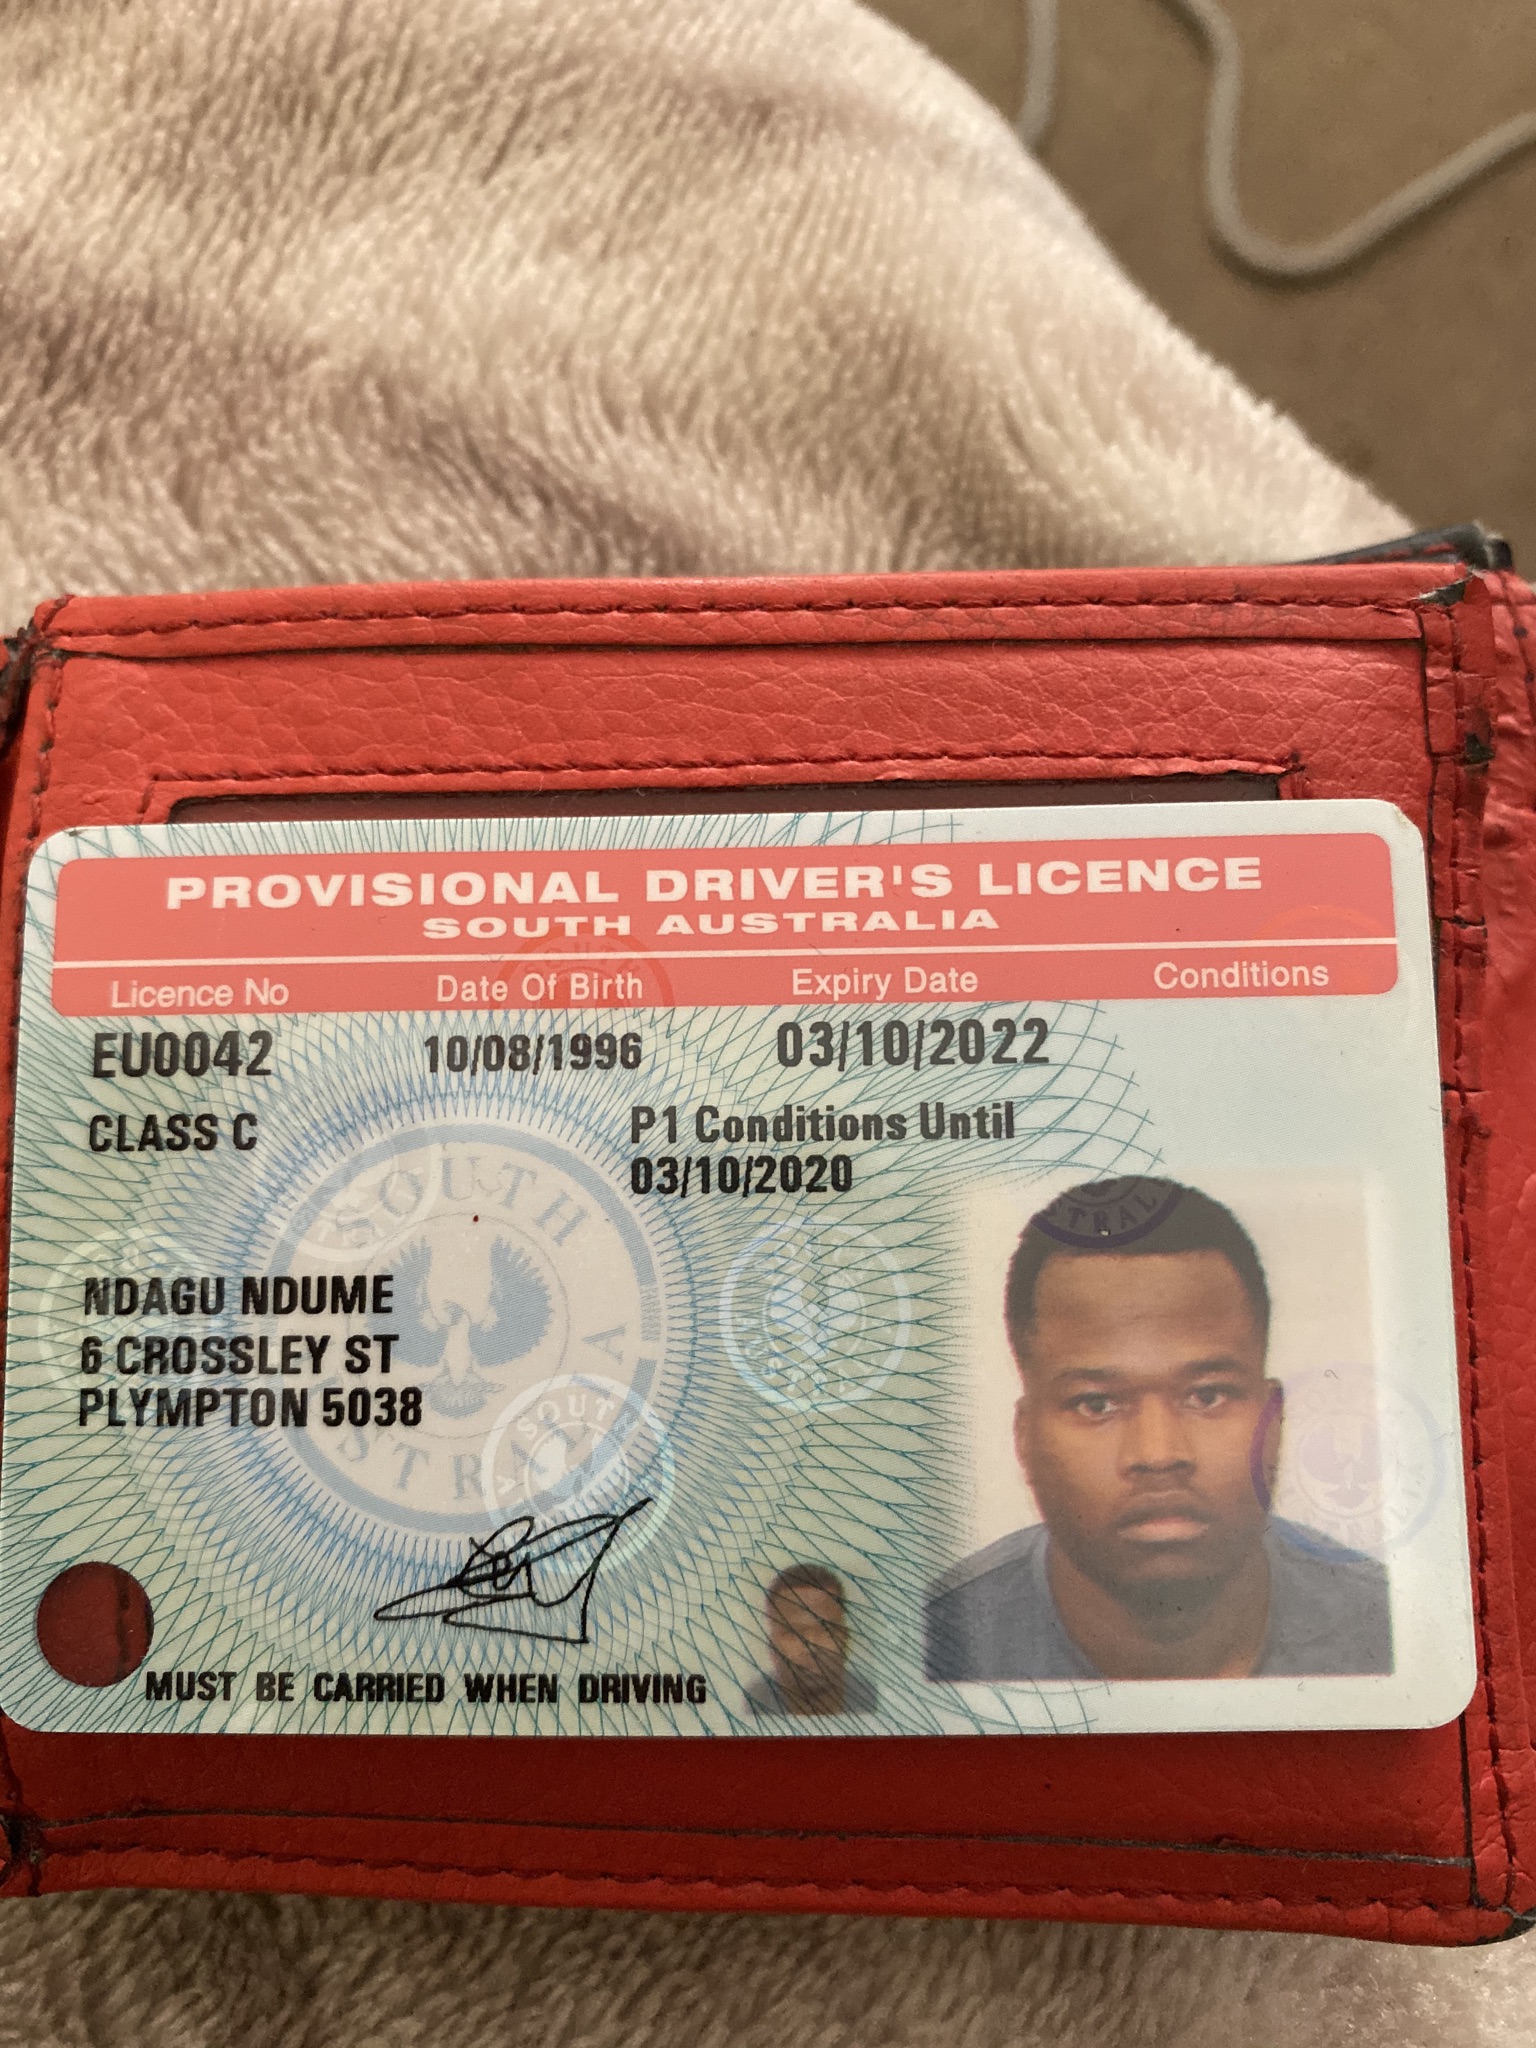 PROVISIONAL DRIVER'S LICENCE
SOUTH AUSTRALIA
Licence No Date Of Birth Expiry Date Conditions
EU0042 10/08/1996 03/10/2022
CLASS C P1 Conditions Until
03/10/2020
NDAGU NDUME
6 CROSSLEY ST
PLYMPTON 5038
SOUTH AUSTRALIA
MUST BE CARRIED WHEN DRIVING